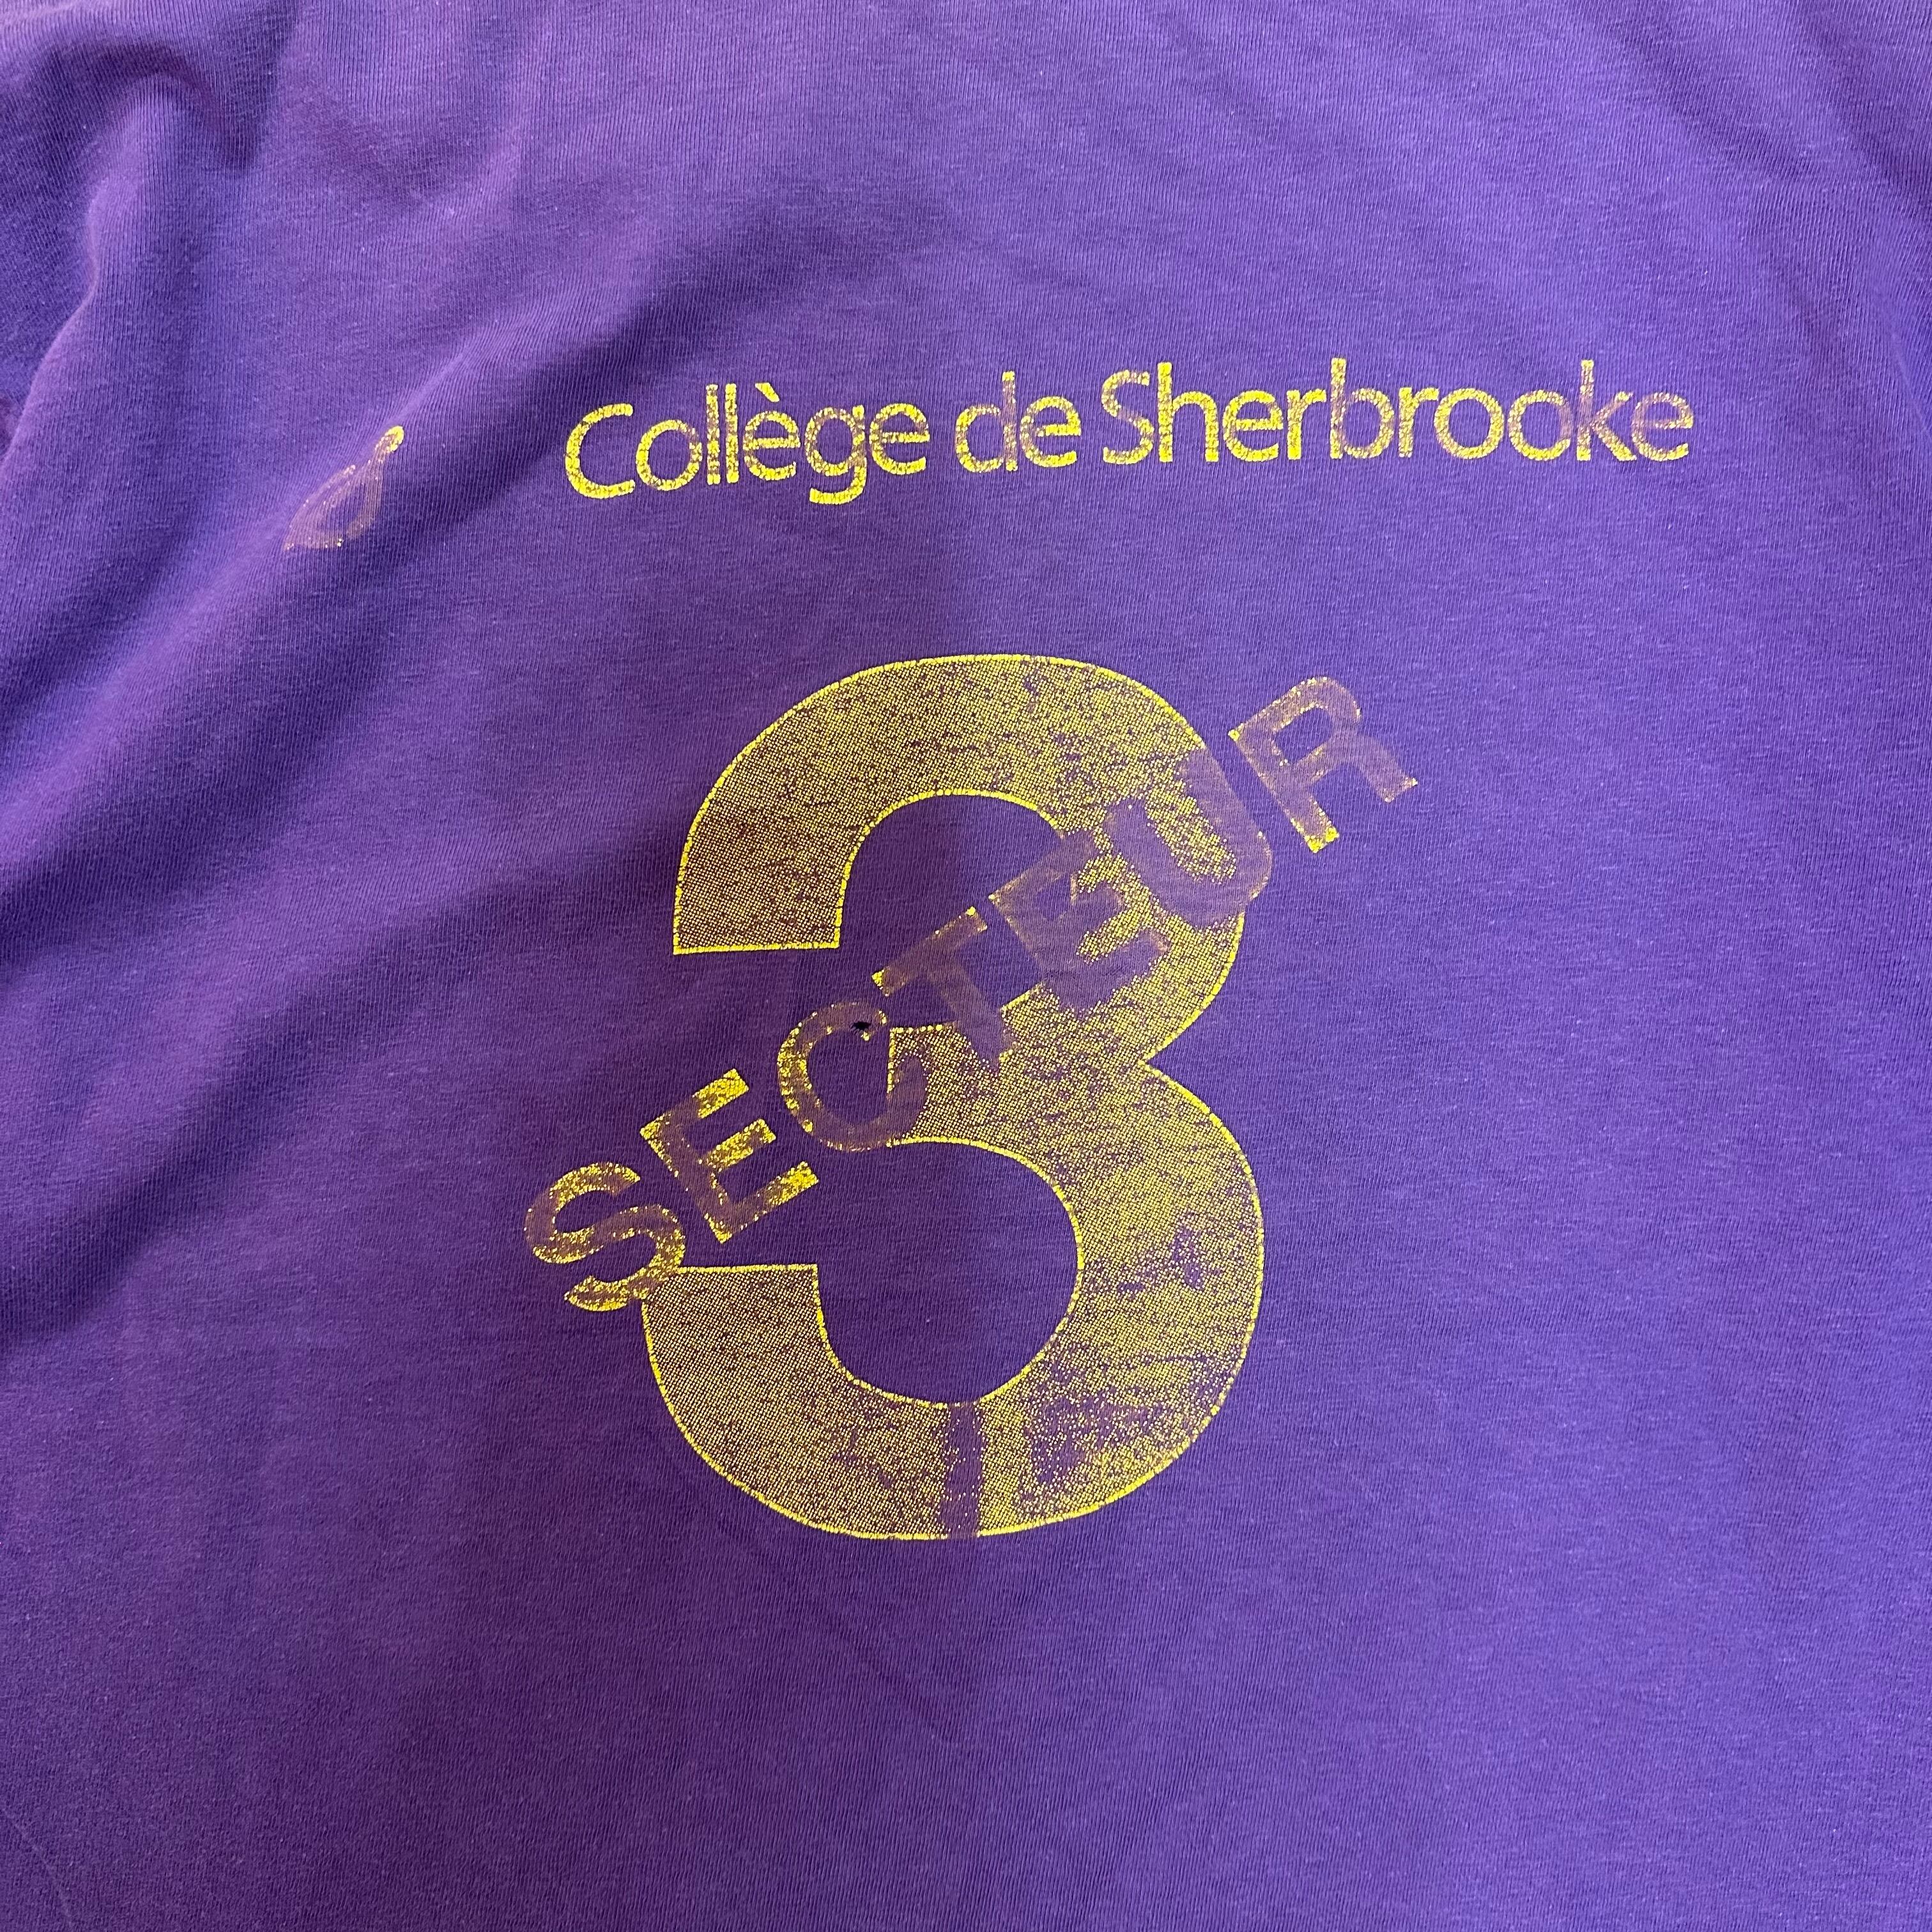 Collège de Sherbrooke
3
SECTEUR